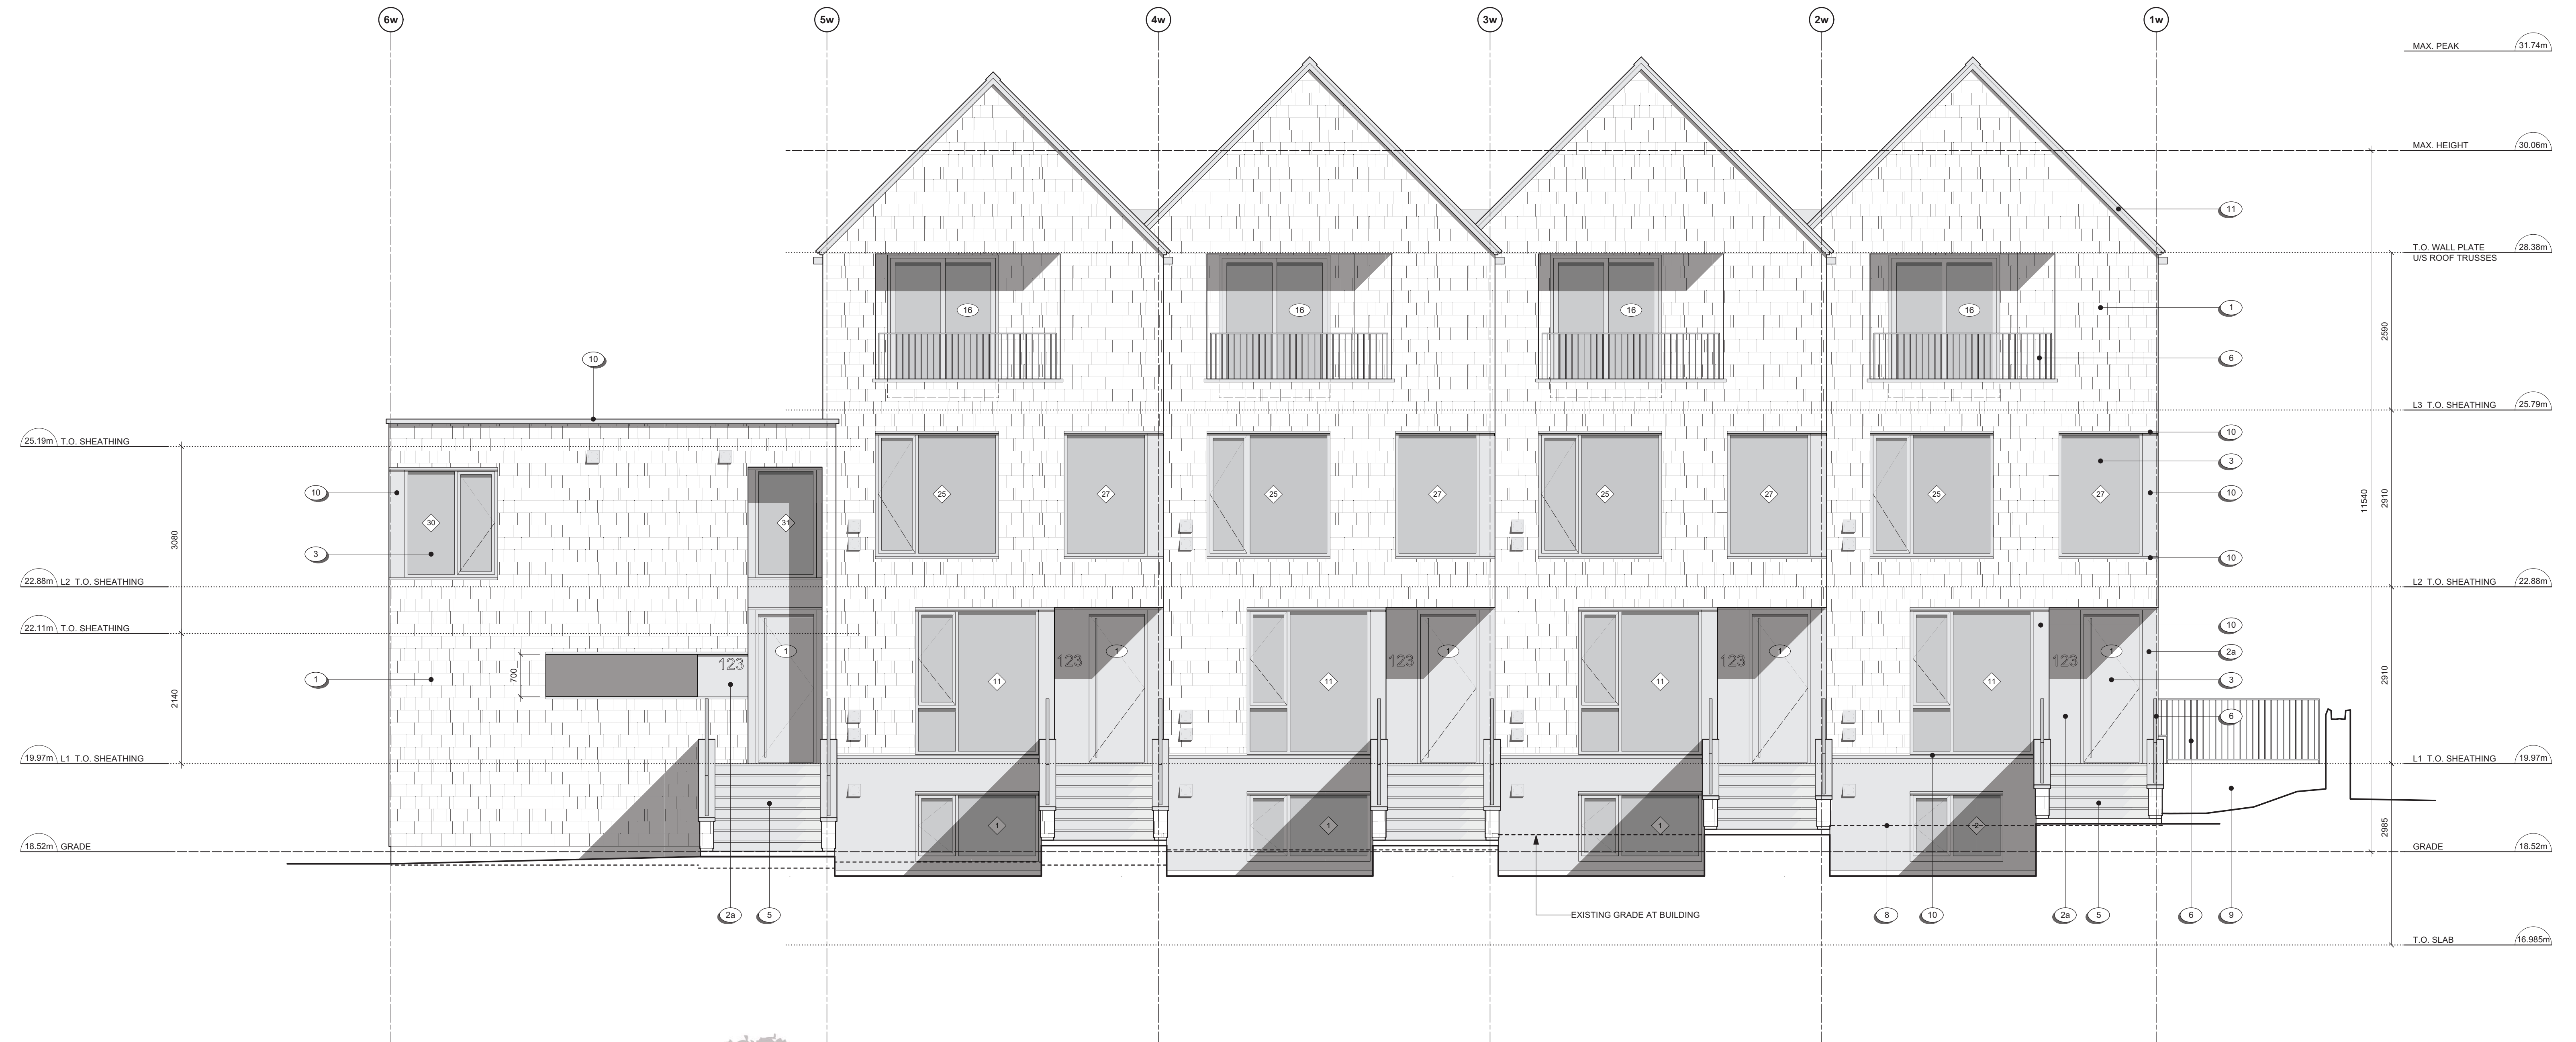 6w 5w 4w 3w 2w 1w
MAX. PEAK 31.74m
MAX. HEIGHT 30.06m
11
T.O. WALL PLATE 28.38m
U/S ROOF TRUSSES
16 16 16 16 1
2590
10 6
L3 T.O. SHEATHING 25.79m
10
25.19m T.O. SHEATHING
3
10 25 27 25 27 25 27 25 27 10
11540 2910
30 31
3080
3 10
22.88m L2 T.O. SHEATHING L2 T.O. SHEATHING 22.88m
10
22.11m T.O. SHEATHING
1 1 1 1 1 2a
123 123 123 123 123
700
1 2a 11 11 11 11 3
2910
2140
6
19.97m L1 T.O. SHEATHING L1 T.O. SHEATHING 19.97m
5 5
1 1 1 2
2985
18.52m GRADE GRADE 18.52m
2a 5 EXISTING GRADE AT BUILDING 8 10 2a 5 6 9
T.O. SLAB 16.985m